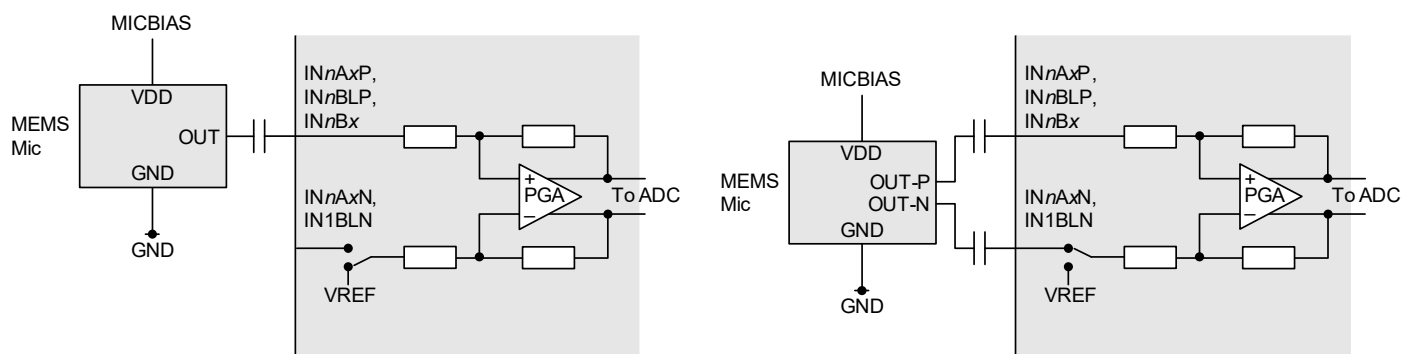 MICBIAS
INnAxP,
INnBLP,
INnBx
VDD
MEMS
Mic
OUT
GND
+
PGA
–
To ADC
INnAxN,
IN1BLN
GND
VREF
MICBIAS
INnAxP,
INnBLP,
INnBx
VDD
MEMS
Mic
OUT-P
OUT-N
GND
+
PGA
–
To ADC
INnAxN,
IN1BLN
GND
VREF